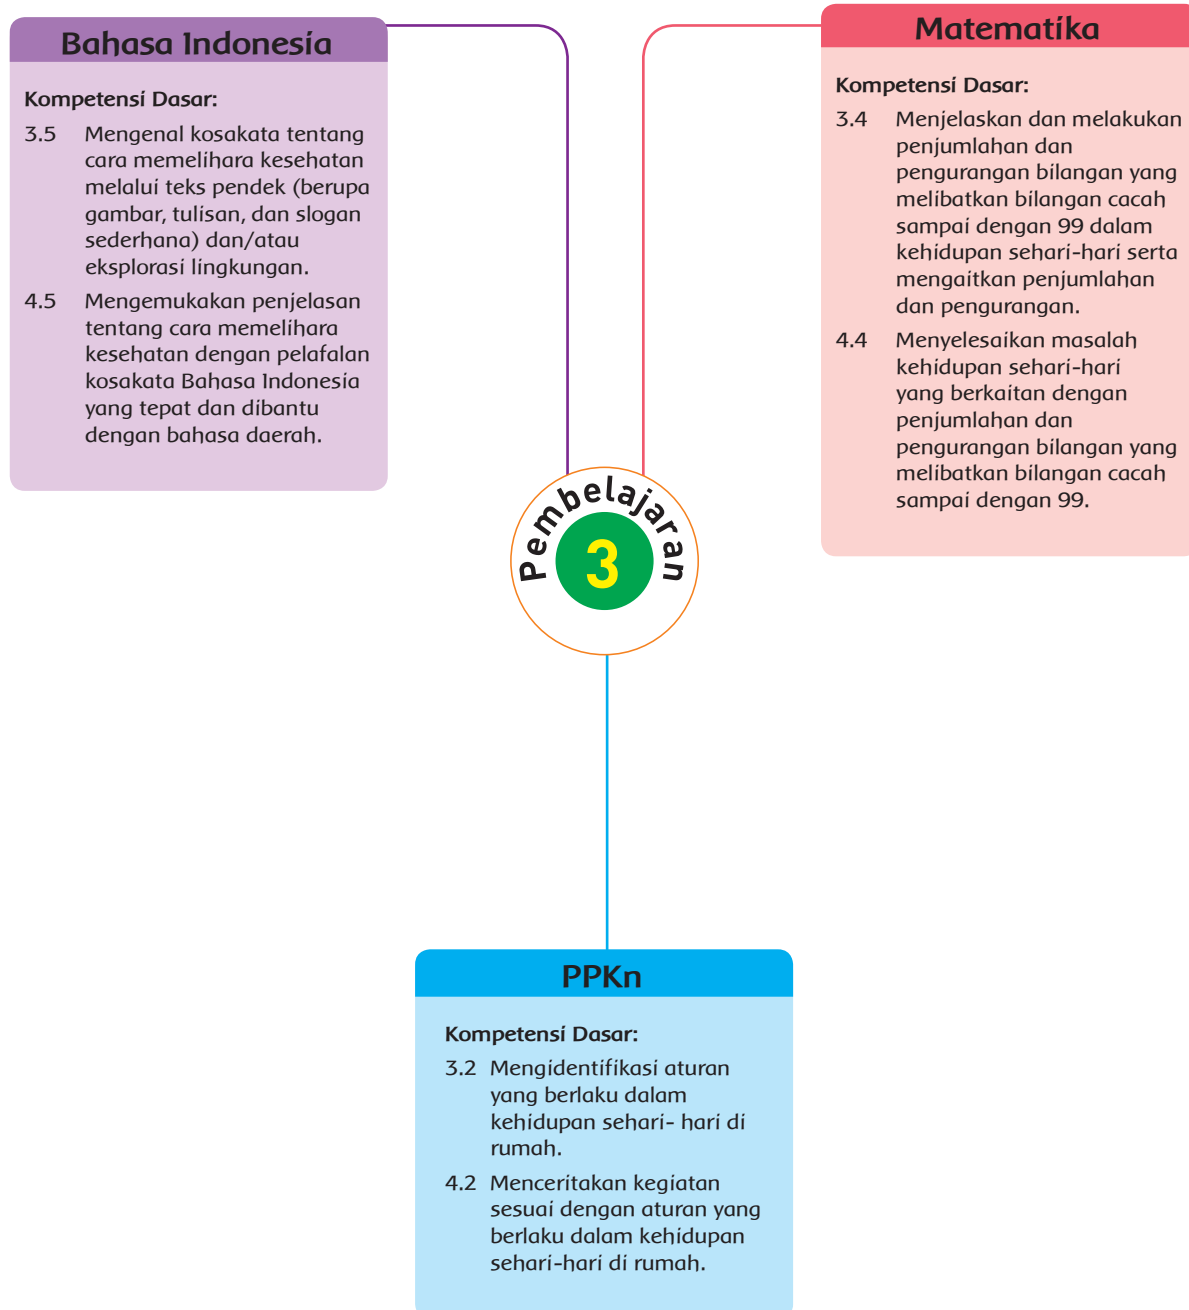 Bahasa Indonesia
Kompetensi Dasar:
3.5 Mengenal kosakata tentang
cara memelihara kesehatan
melalui teks pendek (berupa
gambar, tulisan, dan slogan
sederhana) dan/atau
eksplorasi lingkungan.
4.5 Mengemukakan penjelasan
tentang cara memelihara
kesehatan dengan pelafalan
kosakata Bahasa Indonesia
yang tepat dan dibantu
dengan bahasa daerah.
Matematika
Kompetensi Dasar:
3.4 Menjelaskan dan melakukan
penjumlahan dan
pengurangan bilangan yang
melibatkan bilangan cacah
sampai dengan 99 dalam
kehidupan sehari-hari serta
mengaitkan penjumlahan
dan pengurangan.
4.4 Menyelesaikan masalah
kehidupan sehari-hari
yang berkaitan dengan
penjumlahan dan
pengurangan bilangan yang
melibatkan bilangan cacah
sampai dengan 99.
Pembelajaran
3
PPKn
Kompetensi Dasar:
3.2 Mengidentifikasi aturan
yang berlaku dalam
kehidupan sehari- hari di
rumah.
4.2 Menceritakan kegiatan
sesuai dengan aturan yang
berlaku dalam kehidupan
sehari-hari di rumah.